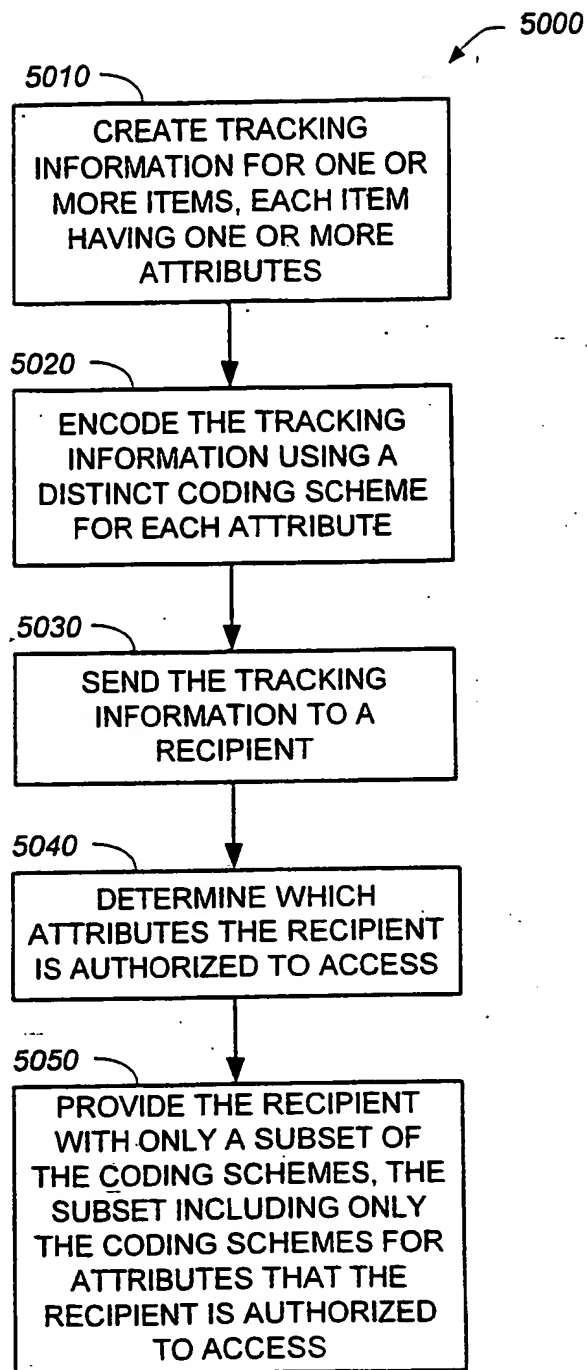 5000
5010
CREATE TRACKING
INFORMATION FOR ONE OR
MORE ITEMS, EACH ITEM
HAVING ONE OR MORE
ATTRIBUTES
5020
ENCODE THE TRACKING
INFORMATION USING A
DISTINCT CODING SCHEME
FOR EACH ATTRIBUTE
5030
SEND THE TRACKING
INFORMATION TO A
RECIPIENT
5040
DETERMINE WHICH
ATTRIBUTES THE RECIPIENT
IS AUTHORIZED TO ACCESS
5050
PROVIDE THE RECIPIENT
WITH ONLY A SUBSET OF
THE CODING SCHEMES, THE
SUBSET INCLUDING ONLY
THE CODING SCHEMES FOR
ATTRIBUTES THAT THE
RECIPIENT IS AUTHORIZED
TO ACCESS